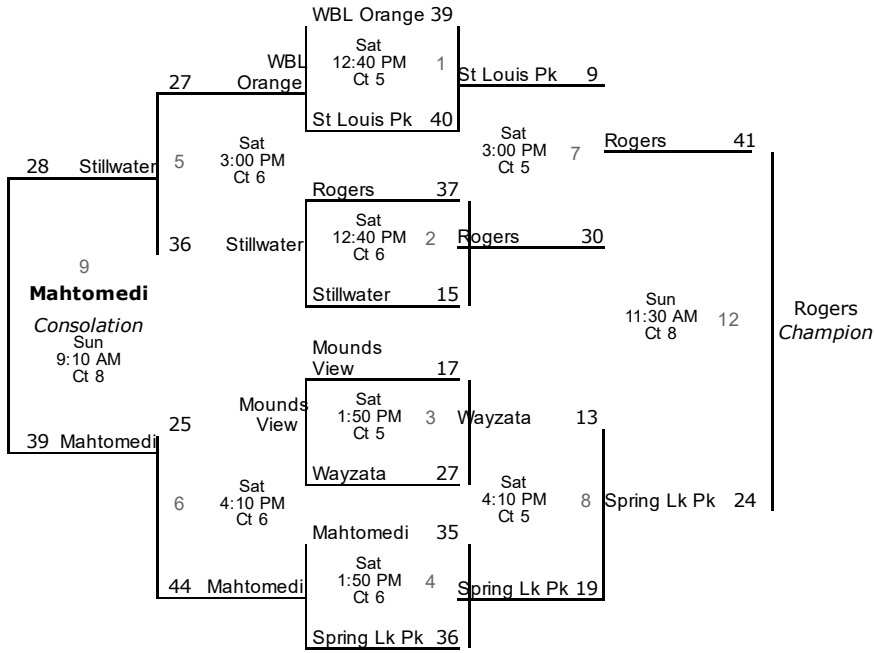 WBL Orange 39
Sat
12:40 PM
Ct 5
1
WBL
Orange
27
St Louis Pk 9
St Louis Pk 40
Sat
3:00 PM
Ct 6
5
Sat
3:00 PM
Ct 5
7
Rogers 41
28 Stillwater
Rogers 37
Sat
12:40 PM
Ct 6
2
36 Stillwater
Rogers 30
Stillwater 15
9
Mahtomedi
Consolation
Sun
9:10 AM
Ct 8
Sun
11:30 AM
Ct 8
12
Rogers
Champion
Mounds
View 17
Sat
1:50 PM
Ct 5
3
Mounds
View
25
Wayzata 13
39 Mahtomedi
Wayzata 27
Sat
4:10 PM
Ct 6
6
Sat
4:10 PM
Ct 5
8
Spring Lk Pk 24
Mahtomedi 35
Sat
1:50 PM
Ct 6
4
44 Mahtomedi
Spring Lk Pk 19
Spring Lk Pk 36